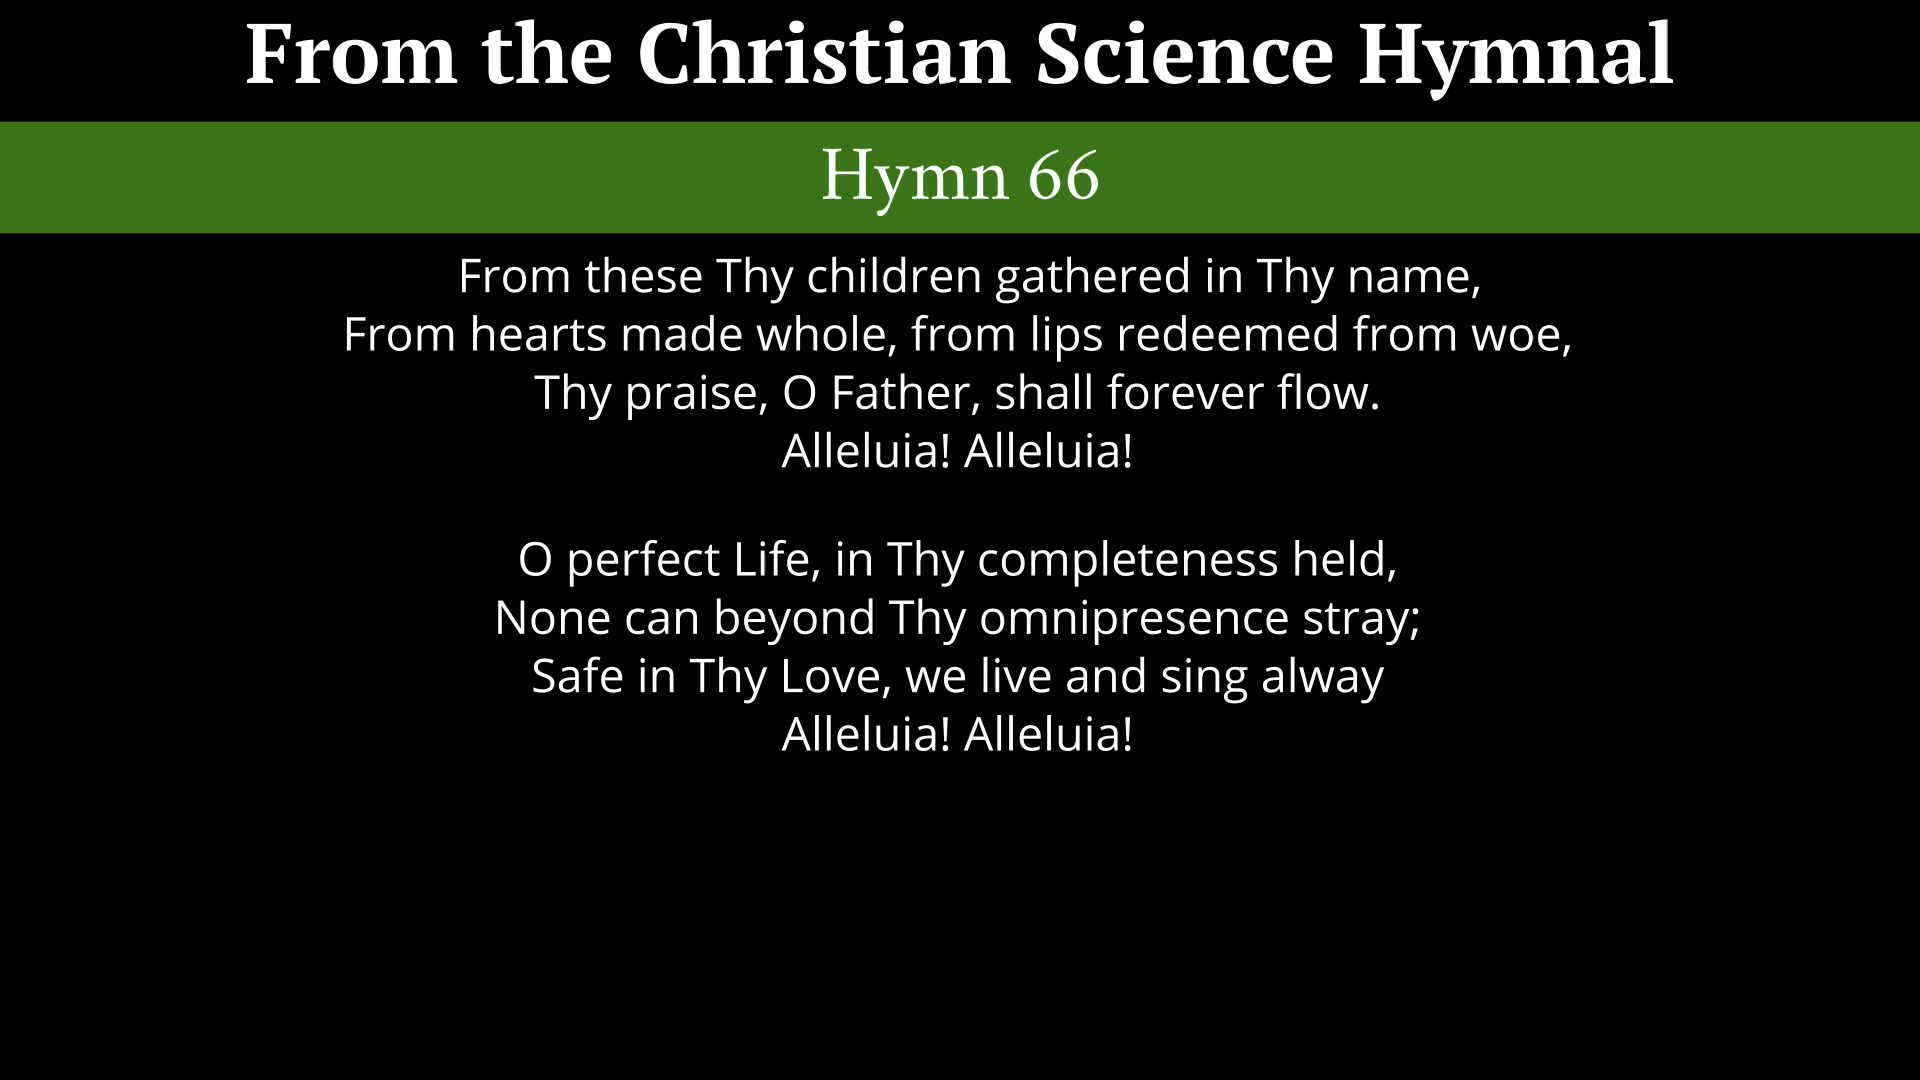 From the Christian Science Hymnal
Hymn 66
From these Thy children gathered in Thy name,
From hearts made whole, from lips redeemed from woe,
Thy praise, O Father, shall forever flow.
Alleluia! Alleluia!
O perfect Life, in Thy completeness held,
None can beyond Thy omnipresence stray;
Safe in Thy Love, we live and sing alway
Alleluia! Alleluia!